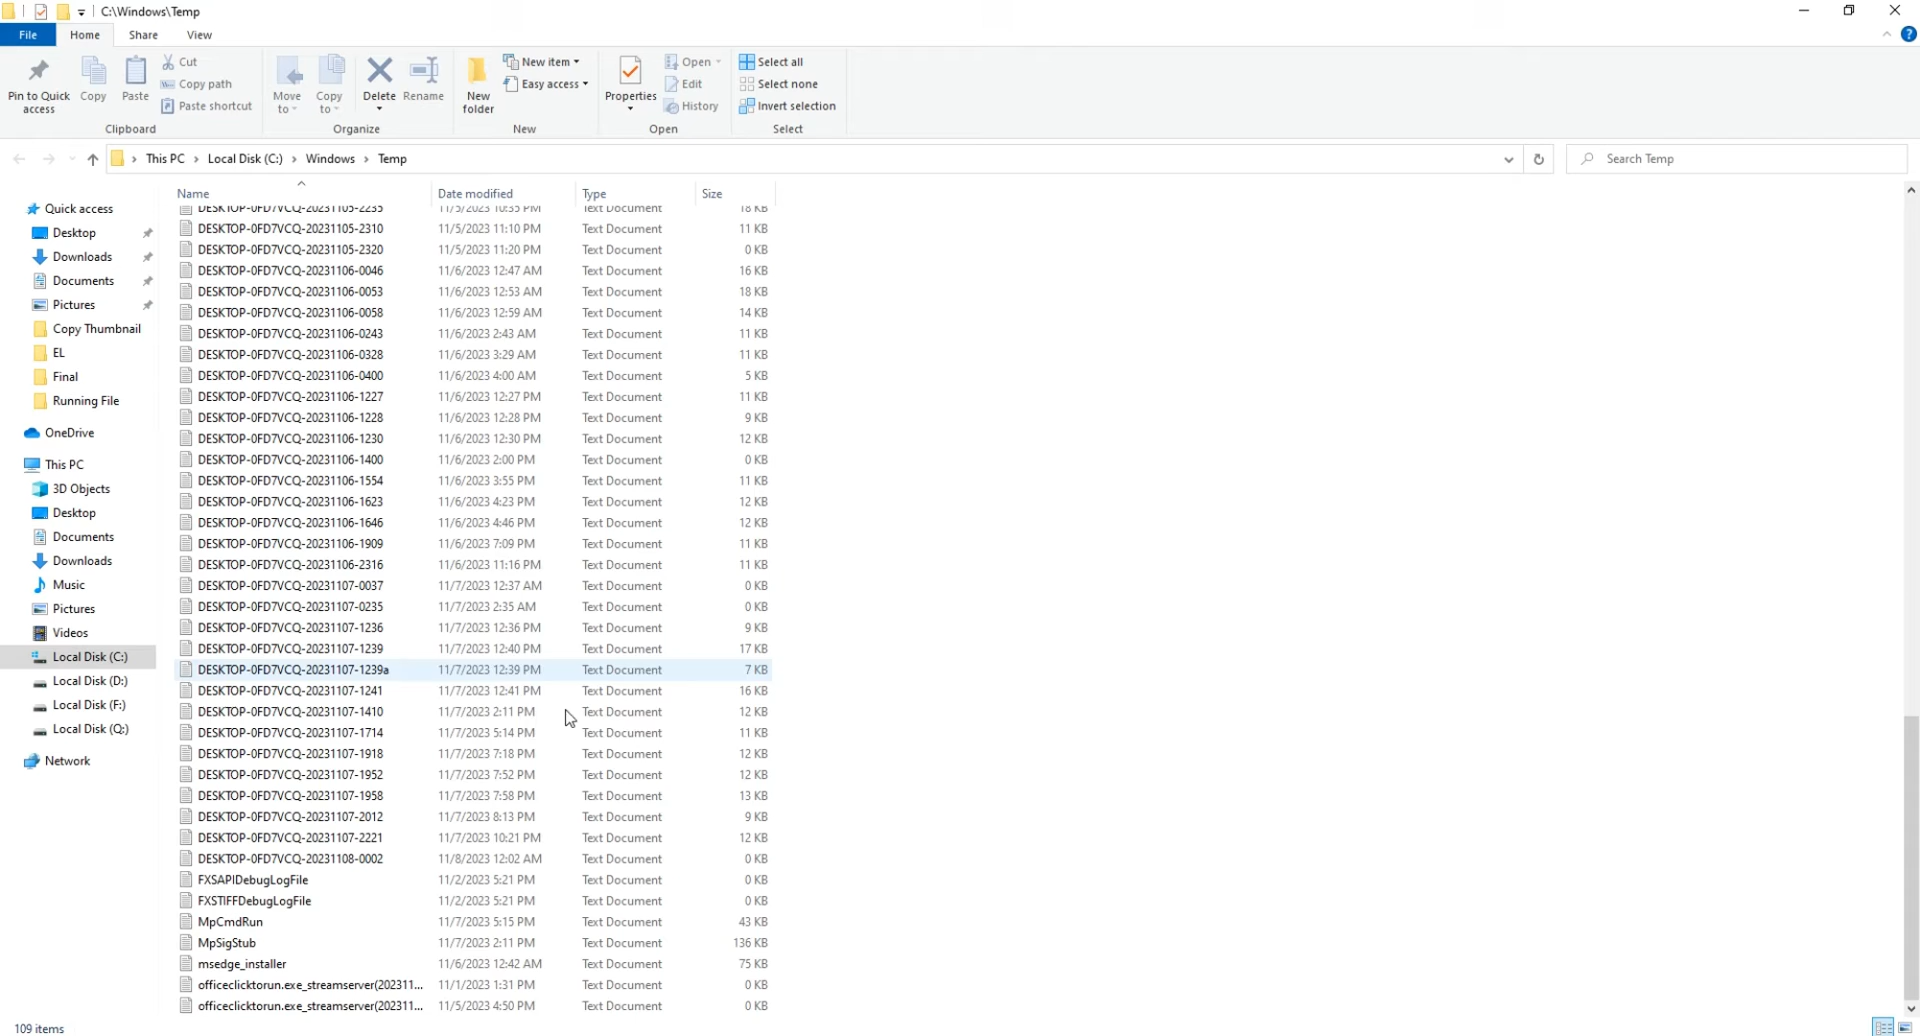 C:\Windows\Temp
File Home Share View
Pin to Quick access
Copy
Paste
Cut
Copy path
Paste shortcut
Clipboard
Move to
Copy to
Delete
Rename
Organize
New folder
New item
Easy access
New
Properties
Open
Edit
History
Open
Select all
Select none
Invert selection
Select
This PC > Local Disk (C:) > Windows > Temp
Search Temp
Quick access
Desktop
Downloads
Documents
Pictures
Copy Thumbnail
EL
Final
Running File
OneDrive
This PC
3D Objects
Desktop
Documents
Downloads
Music
Pictures
Videos
Local Disk (C:)
Local Disk (D:)
Local Disk (F:)
Local Disk (Q:)
Network
Name Date modified Type Size
DESKTOP-0FD7VCQ-20231105-2235 11/5/2023 10:35 PM Text Document 18 KB
DESKTOP-0FD7VCQ-20231105-2310 11/5/2023 11:10 PM Text Document 11 KB
DESKTOP-0FD7VCQ-20231105-2320 11/5/2023 11:20 PM Text Document 0 KB
DESKTOP-0FD7VCQ-20231106-0046 11/6/2023 12:47 AM Text Document 16 KB
DESKTOP-0FD7VCQ-20231106-0053 11/6/2023 12:53 AM Text Document 18 KB
DESKTOP-0FD7VCQ-20231106-0058 11/6/2023 12:59 AM Text Document 14 KB
DESKTOP-0FD7VCQ-20231106-0243 11/6/2023 2:43 AM Text Document 11 KB
DESKTOP-0FD7VCQ-20231106-0328 11/6/2023 3:29 AM Text Document 11 KB
DESKTOP-0FD7VCQ-20231106-0400 11/6/2023 4:00 AM Text Document 5 KB
DESKTOP-0FD7VCQ-20231106-1227 11/6/2023 12:27 PM Text Document 11 KB
DESKTOP-0FD7VCQ-20231106-1228 11/6/2023 12:28 PM Text Document 9 KB
DESKTOP-0FD7VCQ-20231106-1230 11/6/2023 12:30 PM Text Document 12 KB
DESKTOP-0FD7VCQ-20231106-1400 11/6/2023 2:00 PM Text Document 0 KB
DESKTOP-0FD7VCQ-20231106-1554 11/6/2023 3:55 PM Text Document 11 KB
DESKTOP-0FD7VCQ-20231106-1623 11/6/2023 4:23 PM Text Document 12 KB
DESKTOP-0FD7VCQ-20231106-1646 11/6/2023 4:46 PM Text Document 12 KB
DESKTOP-0FD7VCQ-20231106-1909 11/6/2023 7:09 PM Text Document 11 KB
DESKTOP-0FD7VCQ-20231106-2316 11/6/2023 11:16 PM Text Document 11 KB
DESKTOP-0FD7VCQ-20231107-0037 11/7/2023 12:37 AM Text Document 0 KB
DESKTOP-0FD7VCQ-20231107-0235 11/7/2023 2:35 AM Text Document 0 KB
DESKTOP-0FD7VCQ-20231107-1236 11/7/2023 12:36 PM Text Document 9 KB
DESKTOP-0FD7VCQ-20231107-1239 11/7/2023 12:40 PM Text Document 17 KB
DESKTOP-0FD7VCQ-20231107-1239a 11/7/2023 12:39 PM Text Document 7 KB
DESKTOP-0FD7VCQ-20231107-1241 11/7/2023 12:41 PM Text Document 16 KB
DESKTOP-0FD7VCQ-20231107-1410 11/7/2023 2:11 PM Text Document 12 KB
DESKTOP-0FD7VCQ-20231107-1714 11/7/2023 5:14 PM Text Document 11 KB
DESKTOP-0FD7VCQ-20231107-1918 11/7/2023 7:18 PM Text Document 12 KB
DESKTOP-0FD7VCQ-20231107-1952 11/7/2023 7:52 PM Text Document 12 KB
DESKTOP-0FD7VCQ-20231107-1958 11/7/2023 7:58 PM Text Document 13 KB
DESKTOP-0FD7VCQ-20231107-2012 11/7/2023 8:13 PM Text Document 9 KB
DESKTOP-0FD7VCQ-20231107-2221 11/7/2023 10:21 PM Text Document 12 KB
DESKTOP-0FD7VCQ-20231108-0002 11/8/2023 12:02 AM Text Document 0 KB
FXSAPIDebugLogFile 11/2/2023 5:21 PM Text Document 0 KB
FXSTIFFDebugLogFile 11/2/2023 5:21 PM Text Document 0 KB
MpCmdRun 11/7/2023 5:15 PM Text Document 43 KB
MpSigStub 11/7/2023 2:11 PM Text Document 136 KB
msedge_installer 11/6/2023 12:42 AM Text Document 75 KB
officeclicktorun.exe_streamserver(202311... 11/1/2023 1:31 PM Text Document 0 KB
officeclicktorun.exe_streamserver(202311... 11/5/2023 4:50 PM Text Document 0 KB
109 items